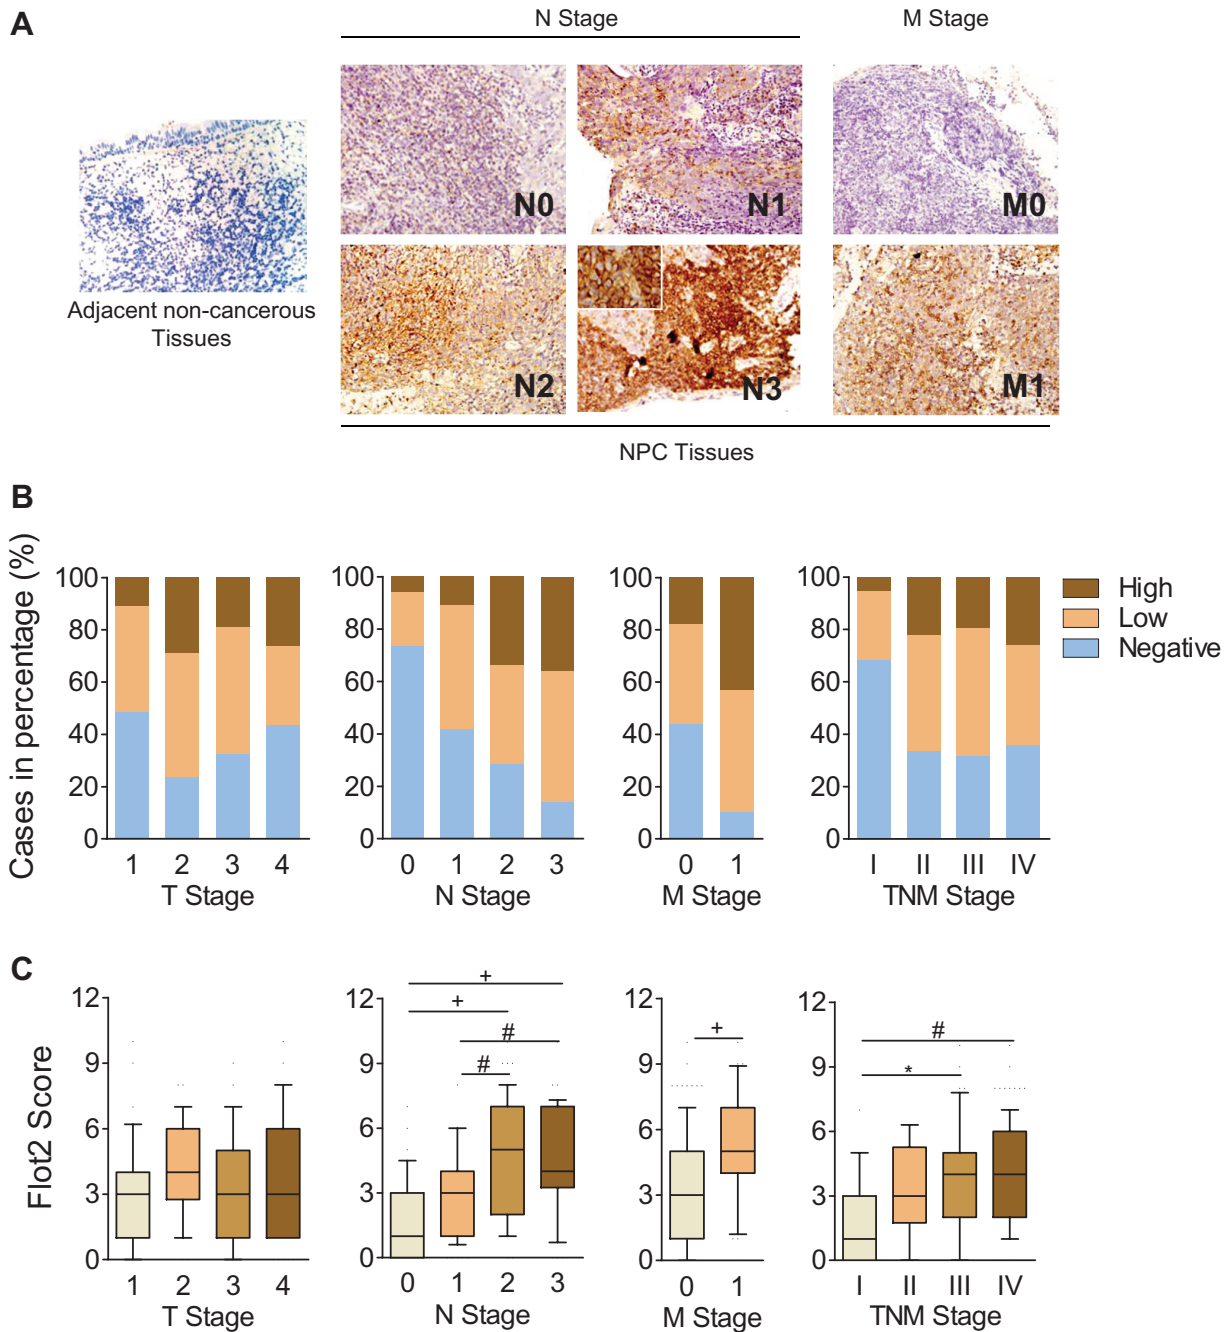 A
N Stage
M Stage
N0
N1
M0
Adjacent non-cancerous
Tissues
N2
N3
M1
NPC Tissues
B
Cases in percentage (%)
100
80
60
40
20
0
1 2 3 4
T Stage
100
80
60
40
20
0
0 1 2 3
N Stage
100
80
60
40
20
0
0 1
M Stage
100
80
60
40
20
0
I II III IV
TNM Stage
High
Low
Negative
C
Flot2 Score
12
9
6
3
0
1 2 3 4
T Stage
12
9
6
3
0
+
+
#
#
0 1 2 3
N Stage
12
9
6
3
0
+
0 1
M Stage
12
9
6
3
0
#
*
I II III IV
TNM Stage